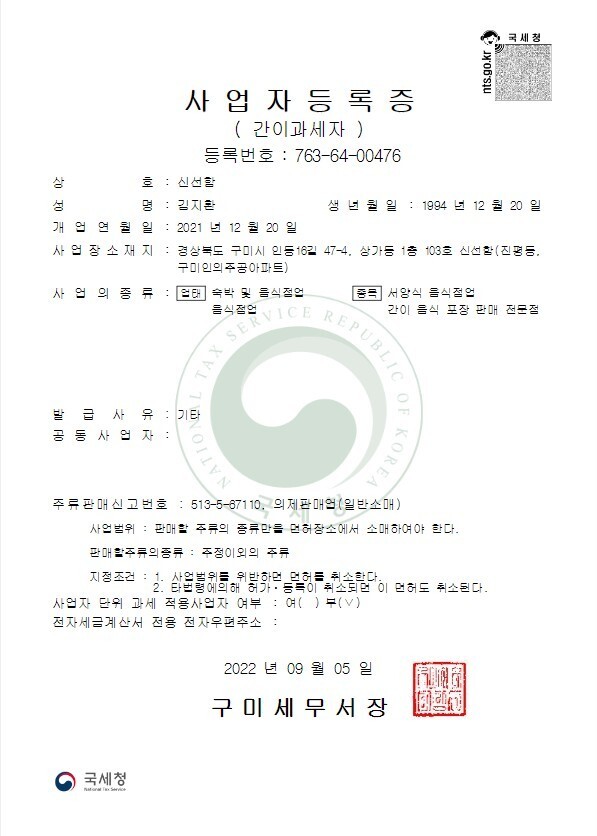 국세청
nts.go.kr
사업자등록증
( 간이과세자 )
등록번호 : 763-64-00476
상 호 : 신선함
성 명 : 김지환 생 년 월 일 : 1994 년 12 월 20 일
개 업 연 월 일 : 2021 년 12 월 20 일
사 업 장 소 재 지 : 경상북도 구미시 인동16길 47-4, 상가동 1층 103호 신선함(진평동,
구미인의주공아파트)
사 업 의 종 류 : 업태 숙박 및 음식점업 종목 서양식 음식점업
음식점업 간이 음식 포장 판매 전문점
NATIONAL TAX SERVICE REPUBLIC OF KOREA
국세청
발 급 사 유 : 기타
공 동 사 업 자 :
주류판매신고번호 : 513-5-67110, 의제판매업(일반소매)
사업범위 : 판매할 주류의 종류만을 면허장소에서 소매하여야 한다.
판매할주류의종류 : 주정이외의 주류
지정조건 : 1. 사업범위를 위반하면 면허를 취소한다.
2. 타법령에의해 허가·등록이 취소되면 이 면허도 취소된다.
사업자 단위 과세 적용사업자 여부 : 여( ) 부(∨)
전자세금계산서 전용 전자우편주소 :
2022 년 09 월 05 일
구미세무서장
국세청
National Tax Service